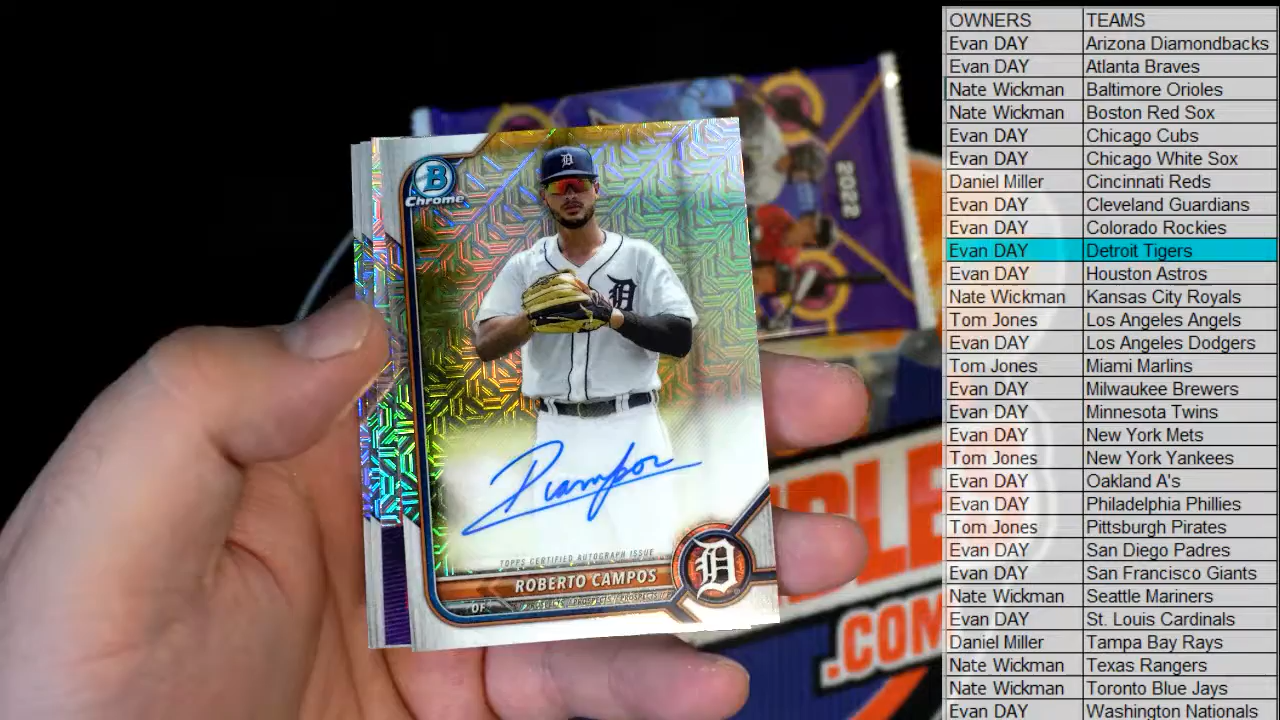 B
Chrome
2022
D
Rcampos
TOPPS CERTIFIED AUTOGRAPH ISSUE
ROBERTO CAMPOS
OF
PROSPECTS / PROSPECTS / PROSPECTS
.COM
OWNERS TEAMS
Evan DAY Arizona Diamondbacks
Evan DAY Atlanta Braves
Nate Wickman Baltimore Orioles
Nate Wickman Boston Red Sox
Evan DAY Chicago Cubs
Evan DAY Chicago White Sox
Daniel Miller Cincinnati Reds
Evan DAY Cleveland Guardians
Evan DAY Colorado Rockies
Evan DAY Detroit Tigers
Evan DAY Houston Astros
Nate Wickman Kansas City Royals
Tom Jones Los Angeles Angels
Evan DAY Los Angeles Dodgers
Tom Jones Miami Marlins
Evan DAY Milwaukee Brewers
Evan DAY Minnesota Twins
Evan DAY New York Mets
Tom Jones New York Yankees
Evan DAY Oakland A's
Evan DAY Philadelphia Phillies
Tom Jones Pittsburgh Pirates
Evan DAY San Diego Padres
Evan DAY San Francisco Giants
Nate Wickman Seattle Mariners
Evan DAY St. Louis Cardinals
Daniel Miller Tampa Bay Rays
Nate Wickman Texas Rangers
Nate Wickman Toronto Blue Jays
Evan DAY Washington Nationals